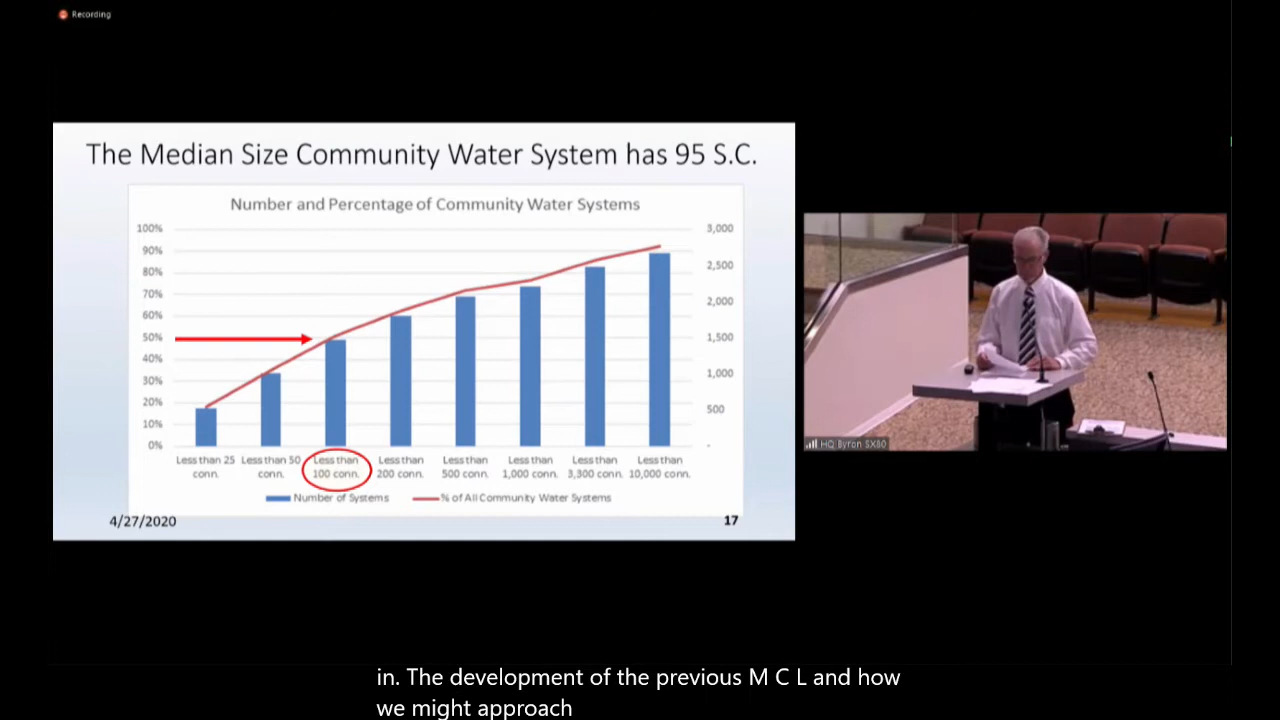 Recording
The Median Size Community Water System has 95 S.C.
Number and Percentage of Community Water Systems
100%
90%
80%
70%
60%
50%
40%
30%
20%
10%
0%
3,000
2,500
2,000
1,500
1,000
500
-
Less than 25 conn.
Less than 50 conn.
Less than 100 conn.
Less than 200 conn.
Less than 500 conn.
Less than 1,000 conn.
Less than 3,300 conn.
Less than 10,000 conn.
Number of Systems
% of All Community Water Systems
4/27/2020
17
HQ Byron SX80
in. The development of the previous M C L and how
we might approach